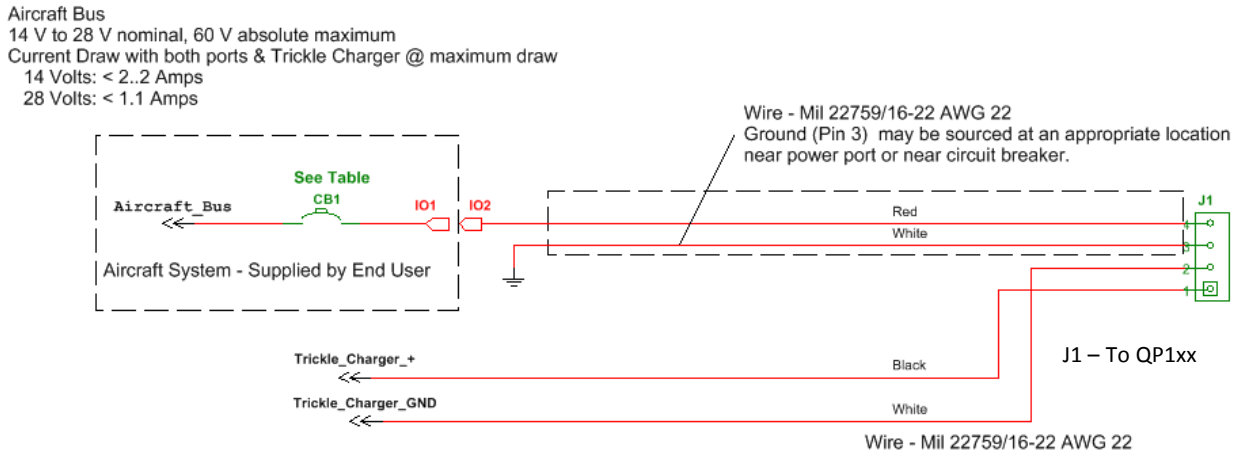 Aircraft Bus
14 V to 28 V nominal, 60 V absolute maximum
Current Draw with both ports & Trickle Charger @ maximum draw
14 Volts: < 2..2 Amps
28 Volts: < 1.1 Amps
Wire - Mil 22759/16-22 AWG 22
Ground (Pin 3) may be sourced at an appropriate location
near power port or near circuit breaker.
See Table
CB1
Aircraft_Bus
IO1
IO2
Red
J1
4
White
3
Aircraft System - Supplied by End User
2
1
Trickle_Charger_+
Black
J1 – To QP1xx
Trickle_Charger_GND
White
Wire - Mil 22759/16-22 AWG 22